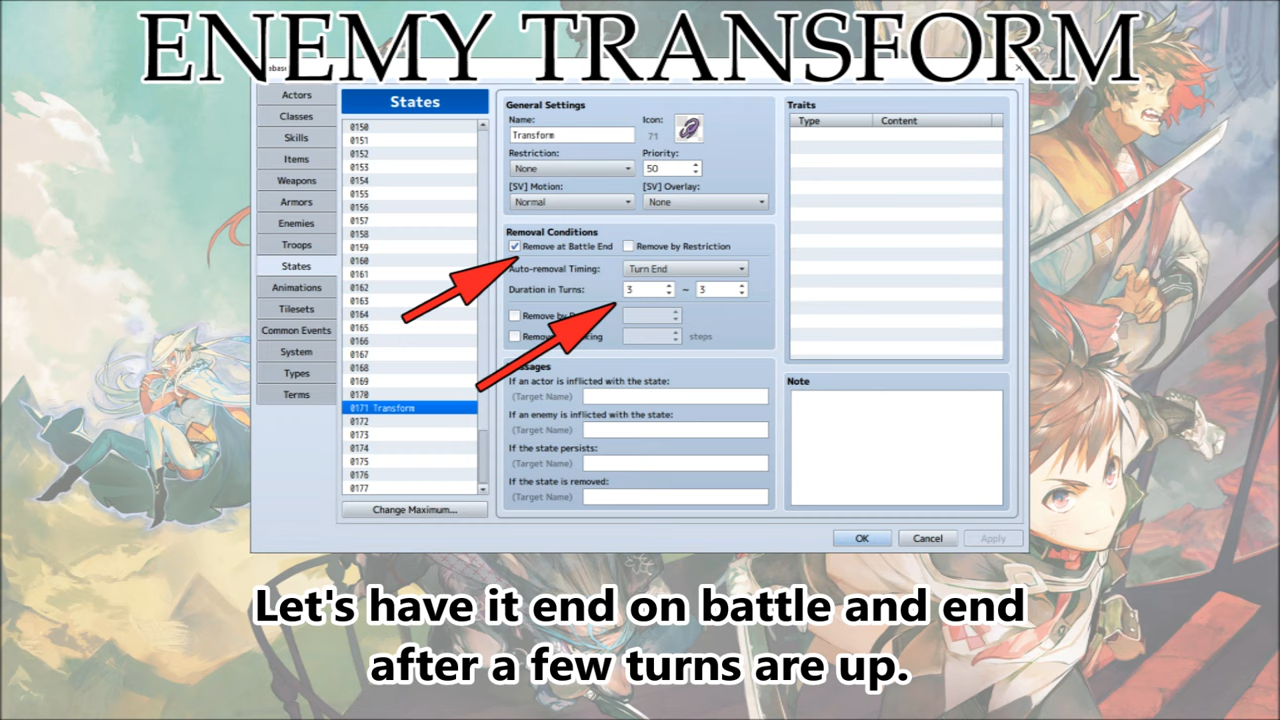 ENEMY TRANSFORM
Actors
Classes
Skills
Items
Weapons
Armors
Enemies
Troops
States
Animations
Tilesets
Common Events
System
Types
Terms
States
0150
0151
0152
0153
0154
0155
0156
0157
0158
0159
0160
0161
0162
0163
0164
0165
0166
0167
0168
0169
0170
0171 Transform
0172
0173
0174
0175
0176
0177
Change Maximum...
General Settings
Name:
Icon:
Transform
71
Restriction:
Priority:
None
50
[SV] Motion:
[SV] Overlay:
Normal
None
Removal Conditions
Remove at Battle End
Remove by Restriction
Auto-removal Timing:
Turn End
Duration in Turns:
3 ~ 3
Remove by
steps
If an actor is inflicted with the state:
(Target Name)
If an enemy is inflicted with the state:
(Target Name)
If the state persists:
(Target Name)
If the state is removed:
(Target Name)
Traits
Type
Content
Note
OK
Cancel
Apply
Let's have it end on battle and end
after a few turns are up.